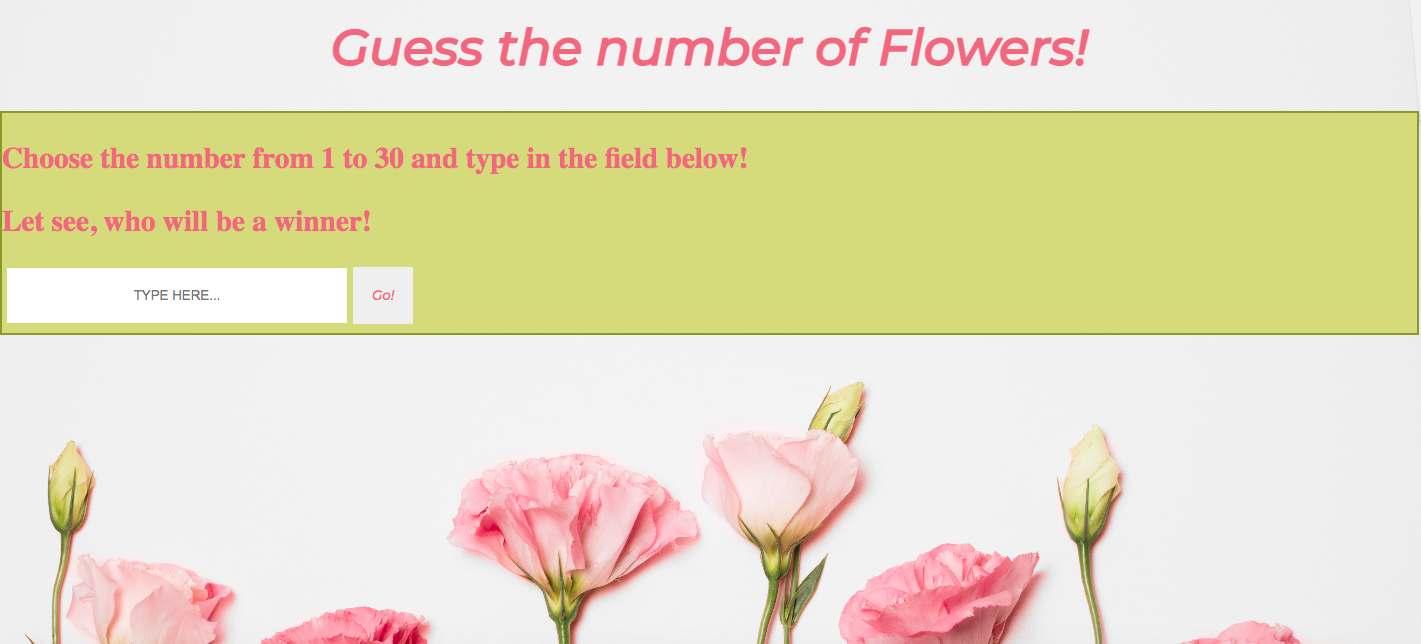 Guess the number of Flowers!
Choose the number from 1 to 30 and type in the field below!
Let see, who will be a winner!
TYPE HERE... Go!